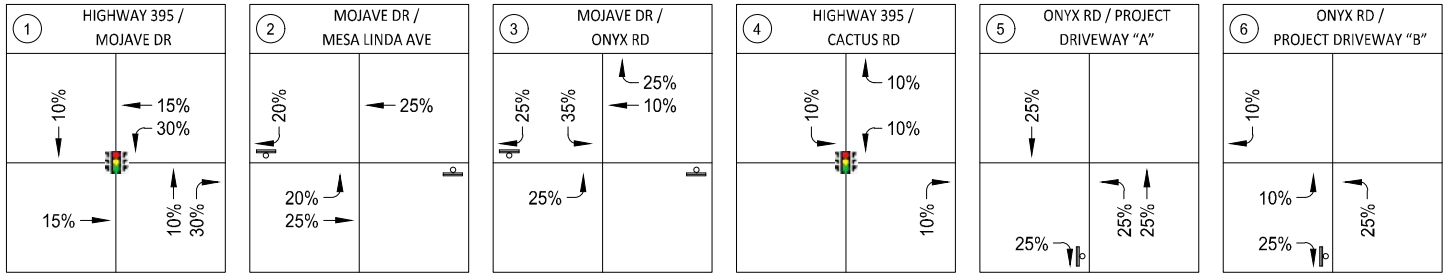 1
HIGHWAY 395 /
MOJAVE DR
10%
15%
30%
15%
10%
30%
2
MOJAVE DR /
MESA LINDA AVE
20%
25%
20%
25%
3
MOJAVE DR /
ONYX RD
25%
35%
25%
10%
25%
4
HIGHWAY 395 /
CACTUS RD
10%
10%
10%
10%
5
ONYX RD / PROJECT
DRIVEWAY “A”
25%
25%
25%
25%
6
ONYX RD /
PROJECT DRIVEWAY “B”
10%
10%
25%
25%